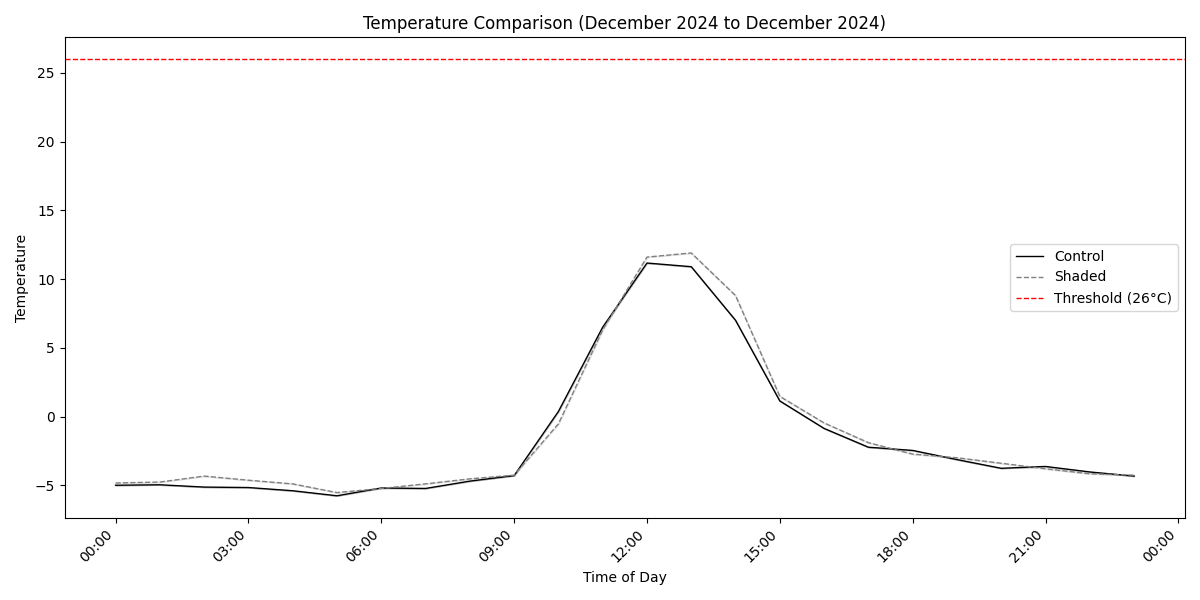 Temperature Comparison (December 2024 to December 2024)
25
20
15
10
5
0
−5
Temperature
Control
Shaded
Threshold (26°C)
00:00
03:00
06:00
09:00
12:00
15:00
18:00
21:00
00:00
Time of Day